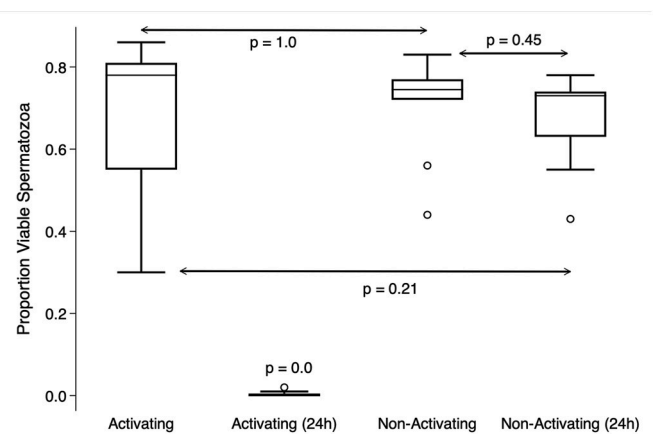 p = 1.0
p = 0.45
0.8
0.6
0.4
0.2
0.0
Proportion Viable Spermatozoa
p = 0.21
p = 0.0
Activating
Activating (24h)
Non-Activating
Non-Activating (24h)